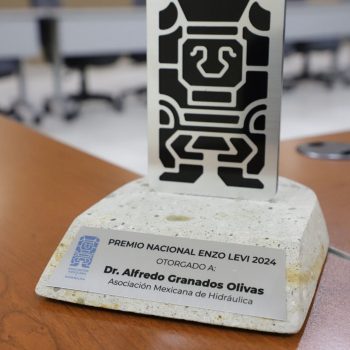 PREMIO NACIONAL ENZO LEVI 2024
OTORGADO A:
Dr. Alfredo Granados Olivas
Asociación Mexicana de Hidráulica